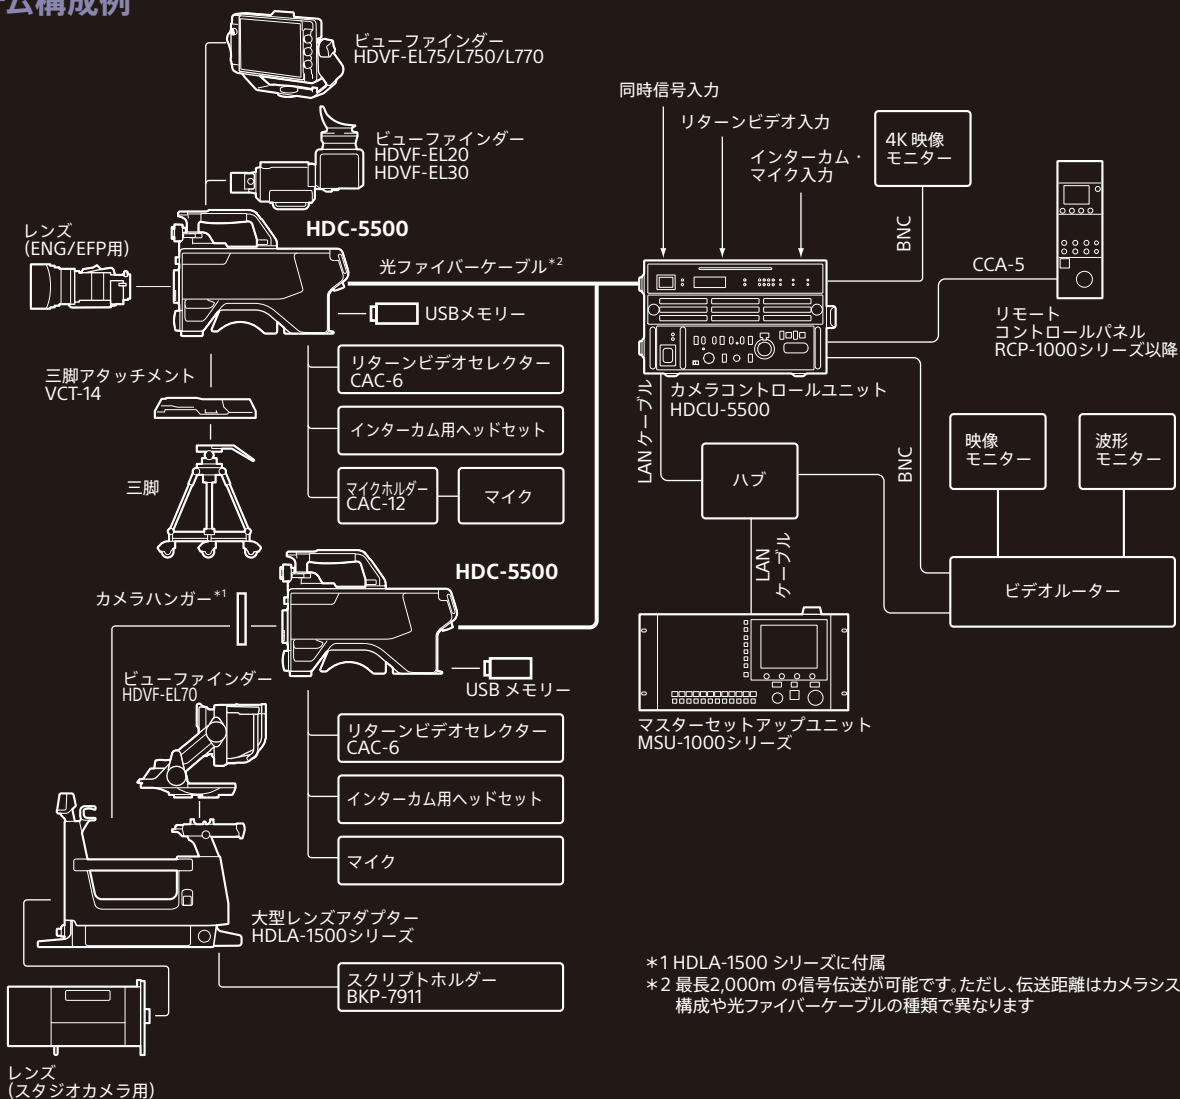 ム構成例
ビューファインダー
HDVF-EL75/L750/L770
ビューファインダー
HDVF-EL20
HDVF-EL30
レンズ
(ENG/EFP用)
HDC-5500
光ファイバーケーブル*2
USBメモリー
リターンビデオセレクター
CAC-6
インターカム用ヘッドセット
マイクホルダー
CAC-12
マイク
三脚アタッチメント
VCT-14
三脚
同時信号入力
リターンビデオ入力
インターカム・
マイク入力
4K 映像
モニター
BNC
CCA-5
リモート
コントロールパネル
RCP-1000シリーズ以降
カメラコントロールユニット
HDCU-5500
LAN ケーブル
ハブ
BNC
映像
モニター
波形
モニター
LAN
ケーブル
ビデオルーター
マスターセットアップユニット
MSU-1000シリーズ
HDC-5500
カメラハンガー*1
USB メモリー
ビューファインダー
HDVF-EL70
リターンビデオセレクター
CAC-6
インターカム用ヘッドセット
マイク
大型レンズアダプター
HDLA-1500シリーズ
スクリプトホルダー
BKP-7911
レンズ
(スタジオカメラ用)
*1 HDLA-1500 シリーズに付属
*2 最長2,000m の信号伝送が可能です。ただし、伝送距離はカメラシス
構成や光ファイバーケーブルの種類で異なります